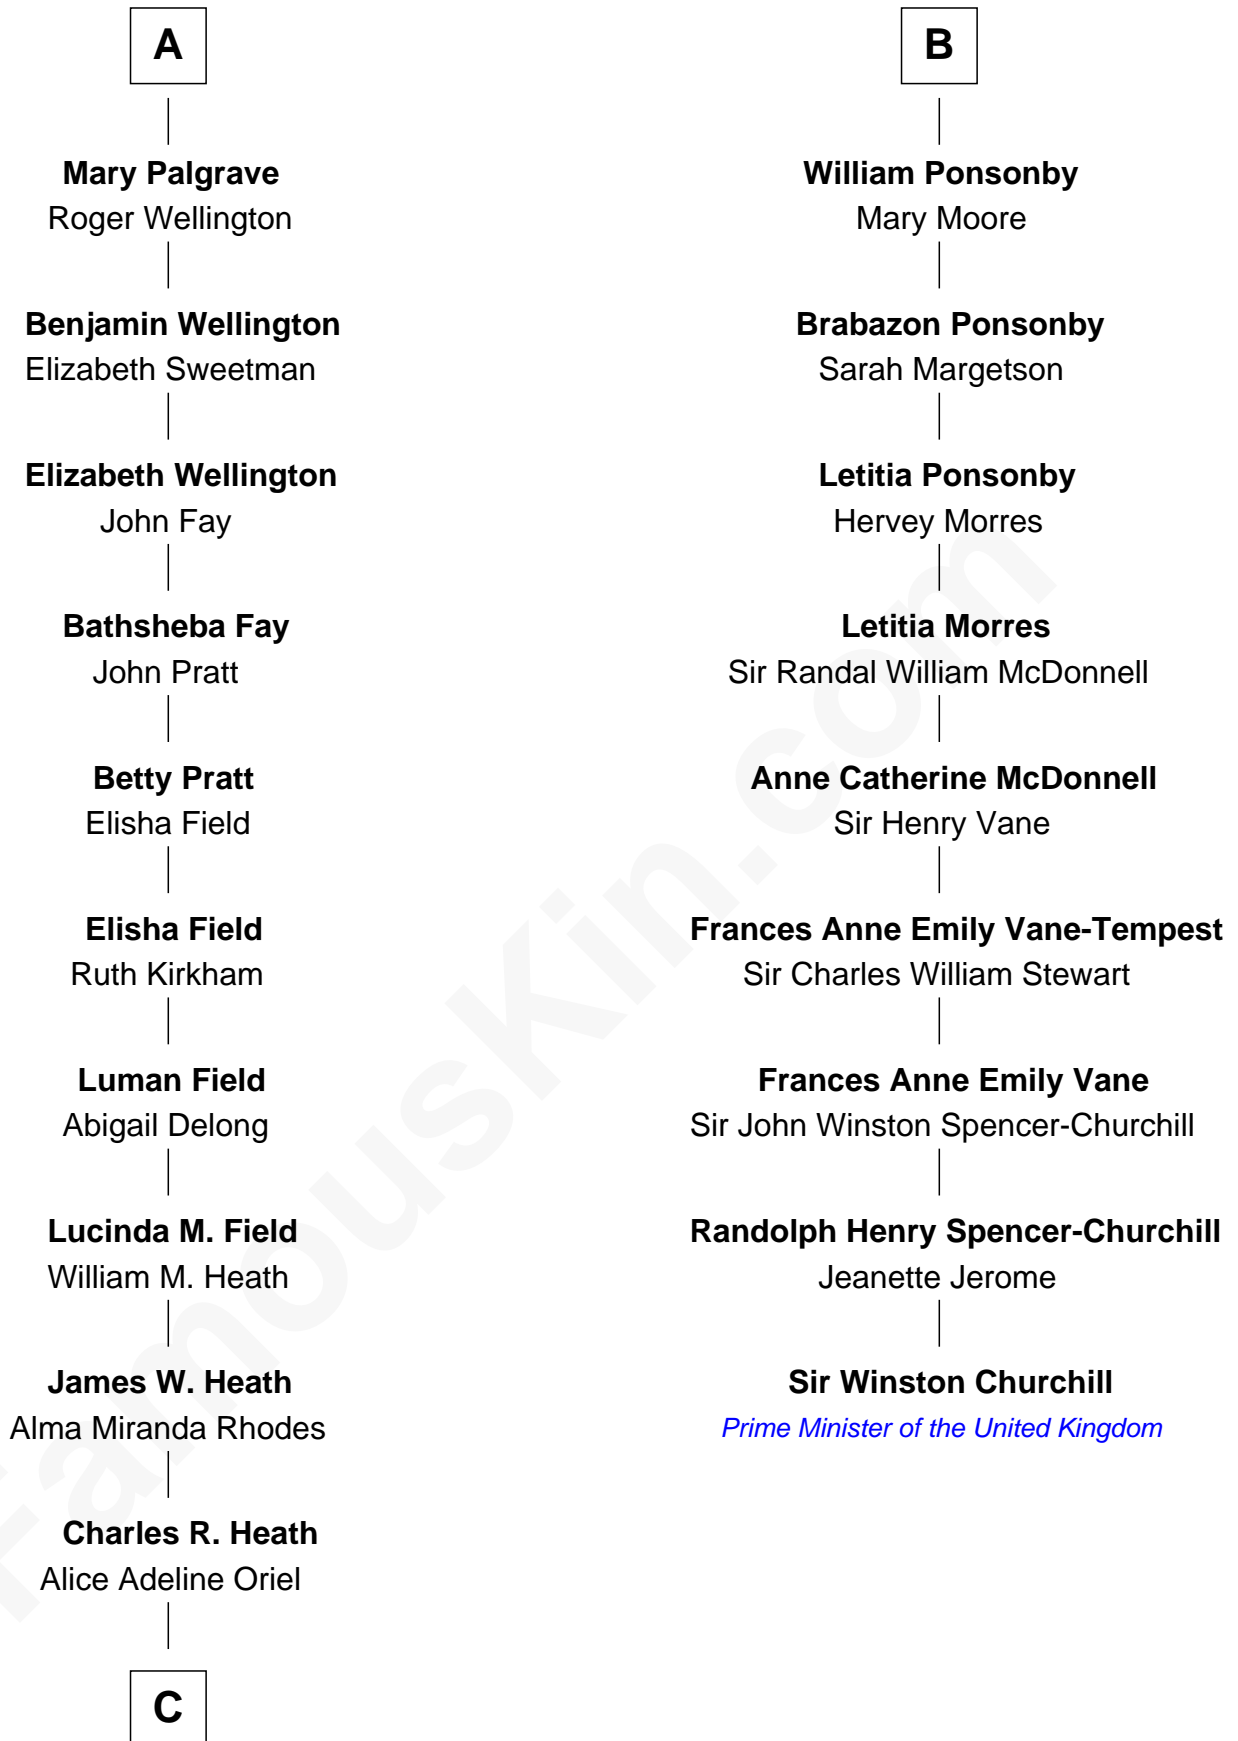 A
Mary Palgrave
Roger Wellington
Benjamin Wellington
Elizabeth Sweetman
Elizabeth Wellington
John Fay
Bathsheba Fay
John Pratt
Betty Pratt
Elisha Field
Elisha Field
Ruth Kirkham
Luman Field
Abigail Delong
Lucinda M. Field
William M. Heath
James W. Heath
Alma Miranda Rhodes
Charles R. Heath
Alice Adeline Oriel
C
B
William Ponsonby
Mary Moore
Brabazon Ponsonby
Sarah Margetson
Letitia Ponsonby
Hervey Morres
Letitia Morres
Sir Randal William McDonnell
Anne Catherine McDonnell
Sir Henry Vane
Frances Anne Emily Vane-Tempest
Sir Charles William Stewart
Frances Anne Emily Vane
Sir John Winston Spencer-Churchill
Randolph Henry Spencer-Churchill
Jeanette Jerome
Sir Winston Churchill
Prime Minister of the United Kingdom
FamousKin.com